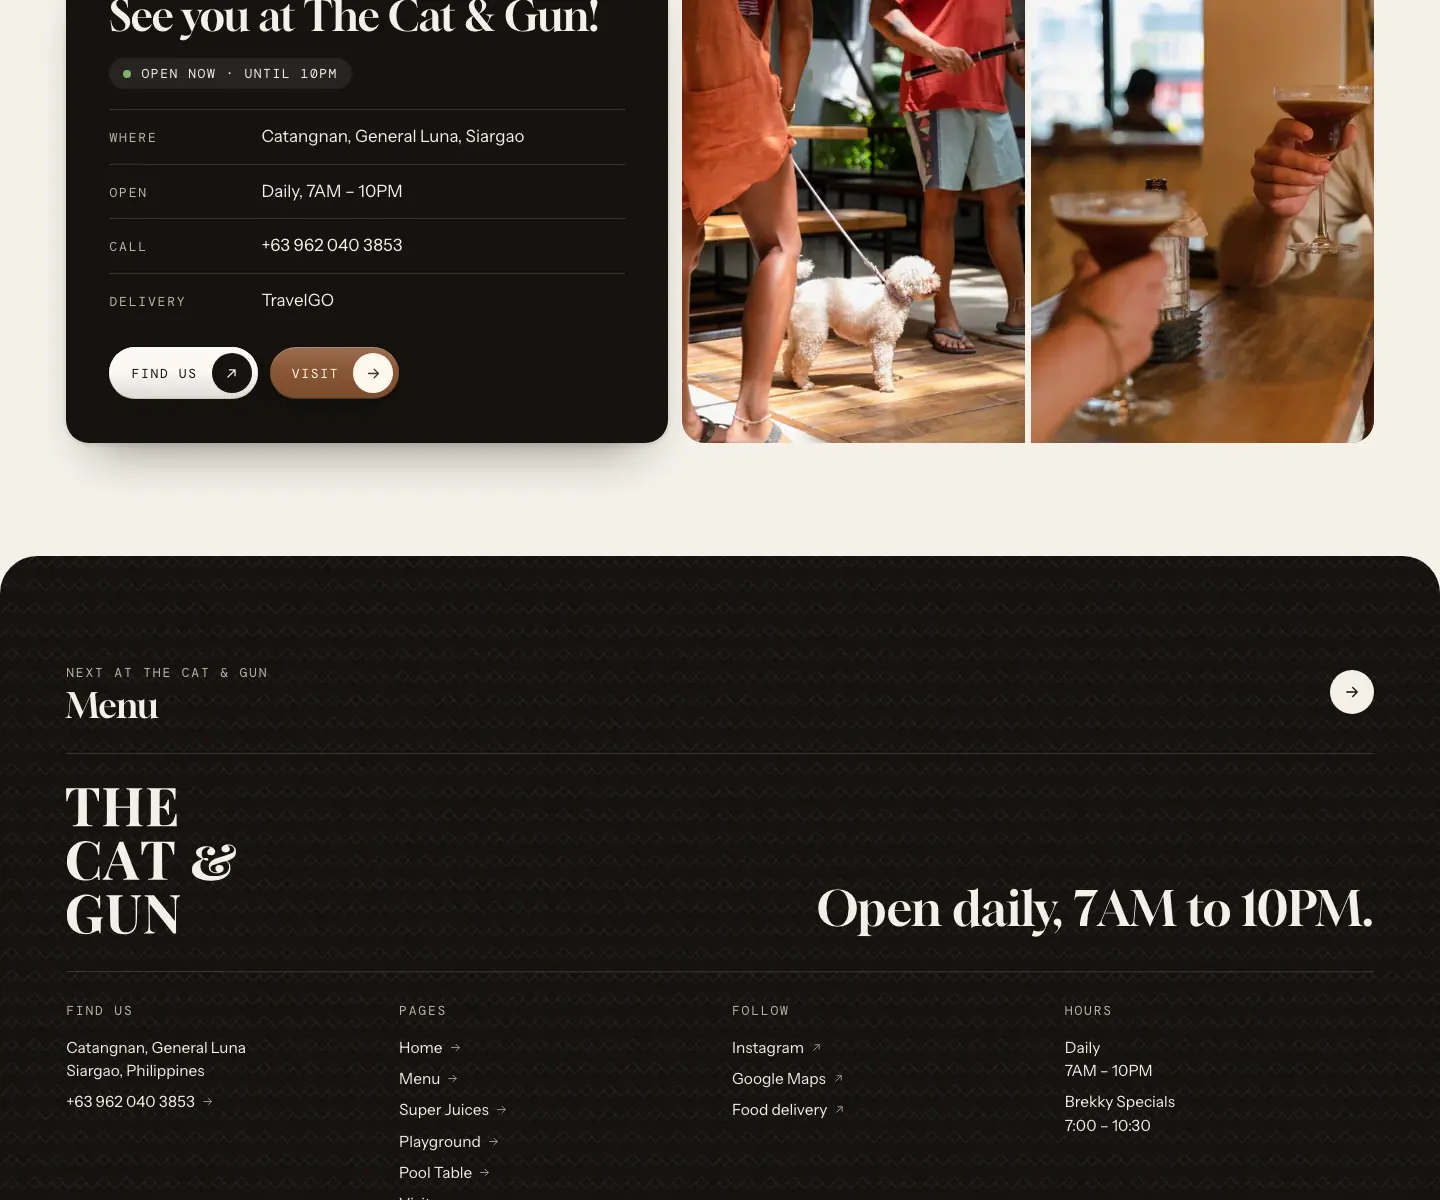 See you at The Cat & Gun!
OPEN NOW · UNTIL 10PM
WHERE Catangnan, General Luna, Siargao
OPEN Daily, 7AM – 10PM
CALL +63 962 040 3853
DELIVERY TravelGO
FIND US ↗ VISIT →
NEXT AT THE CAT & GUN
Menu →
THE
CAT &
GUN
Open daily, 7AM to 10PM.
FIND US
Catangnan, General Luna
Siargao, Philippines
+63 962 040 3853 →
PAGES
Home →
Menu →
Super Juices →
Playground →
Pool Table →
FOLLOW
Instagram ↗
Google Maps ↗
Food delivery ↗
HOURS
Daily
7AM – 10PM
Brekky Specials
7:00 – 10:30